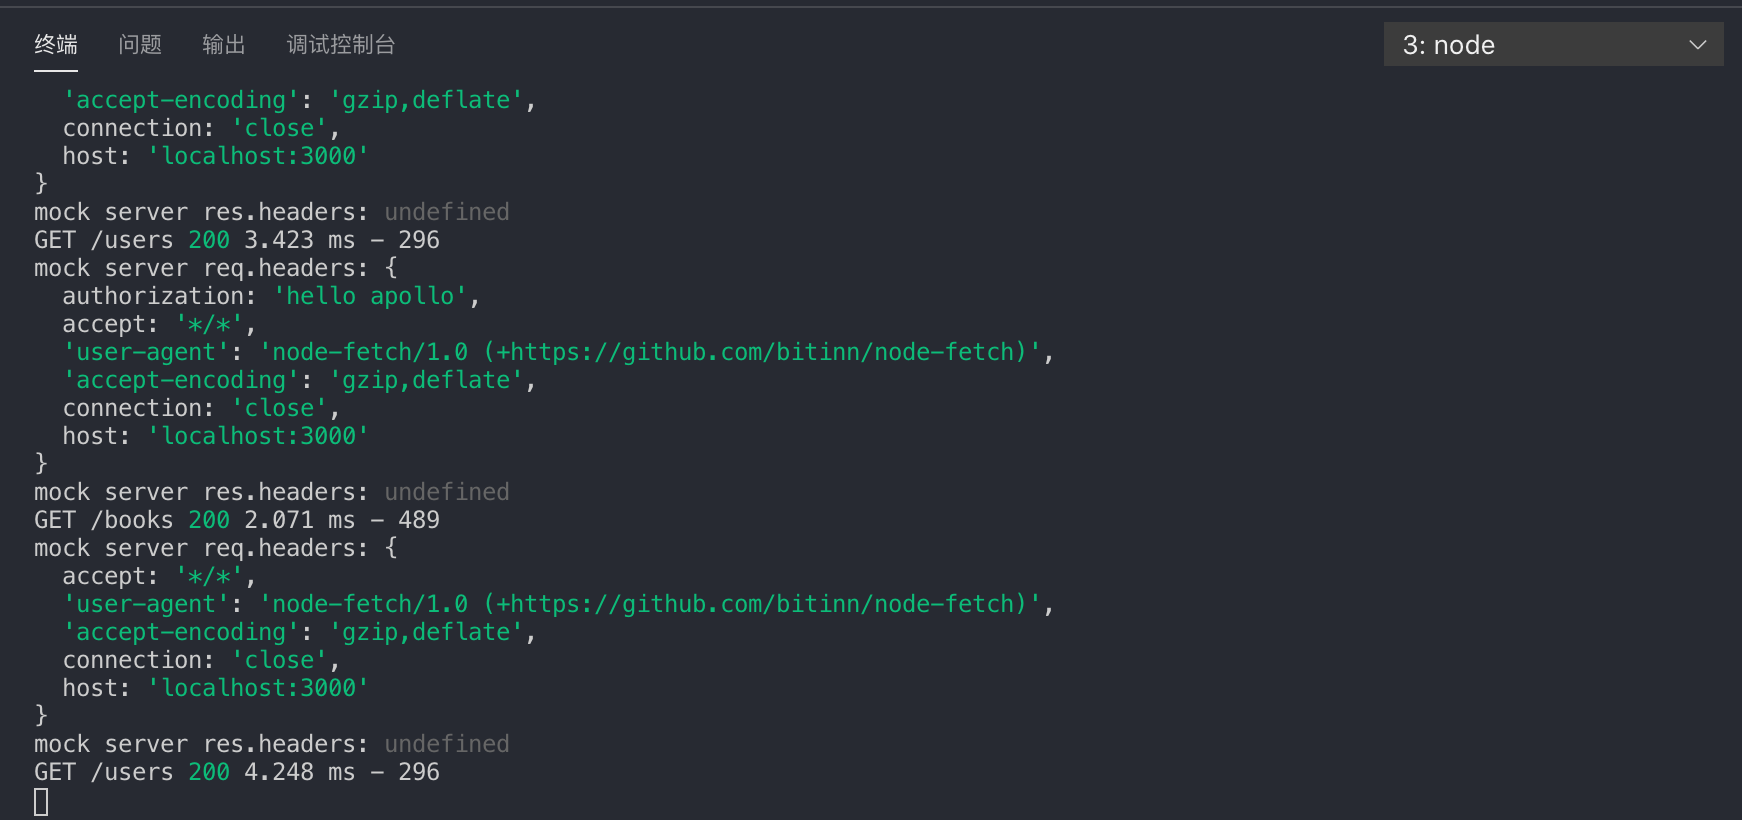 终端 问题 输出 调试控制台 3: node
'accept-encoding': 'gzip,deflate',
connection: 'close',
host: 'localhost:3000'
}
mock server res.headers: undefined
GET /users 200 3.423 ms - 296
mock server req.headers: {
authorization: 'hello apollo',
accept: '*/*',
'user-agent': 'node-fetch/1.0 (+https://github.com/bitinn/node-fetch)',
'accept-encoding': 'gzip,deflate',
connection: 'close',
host: 'localhost:3000'
}
mock server res.headers: undefined
GET /books 200 2.071 ms - 489
mock server req.headers: {
accept: '*/*',
'user-agent': 'node-fetch/1.0 (+https://github.com/bitinn/node-fetch)',
'accept-encoding': 'gzip,deflate',
connection: 'close',
host: 'localhost:3000'
}
mock server res.headers: undefined
GET /users 200 4.248 ms - 296